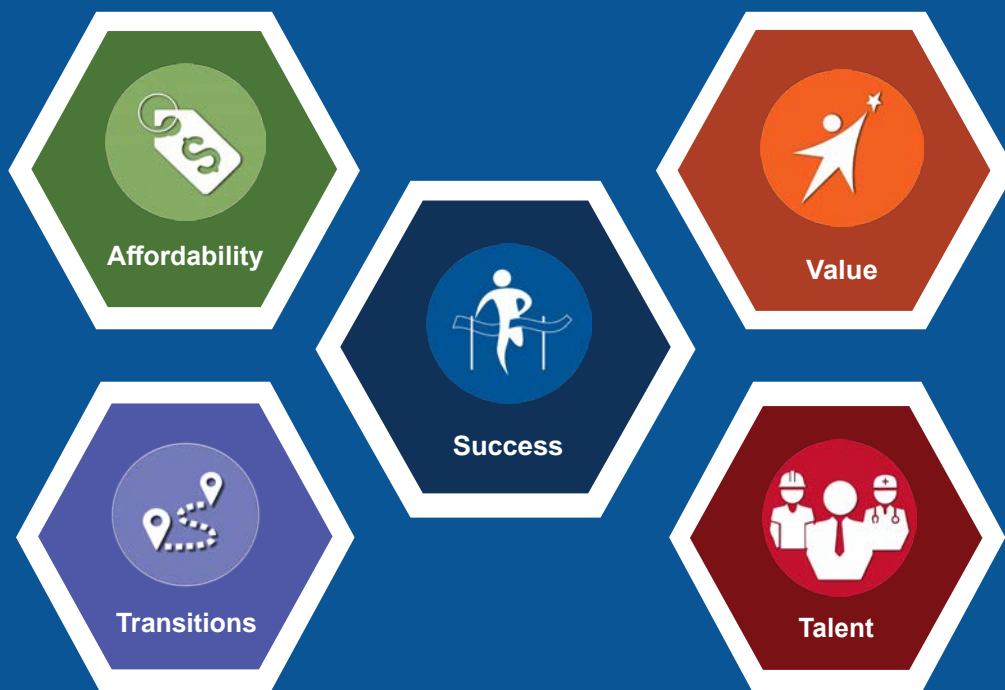 Affordability
Value
Success
Transitions
Talent